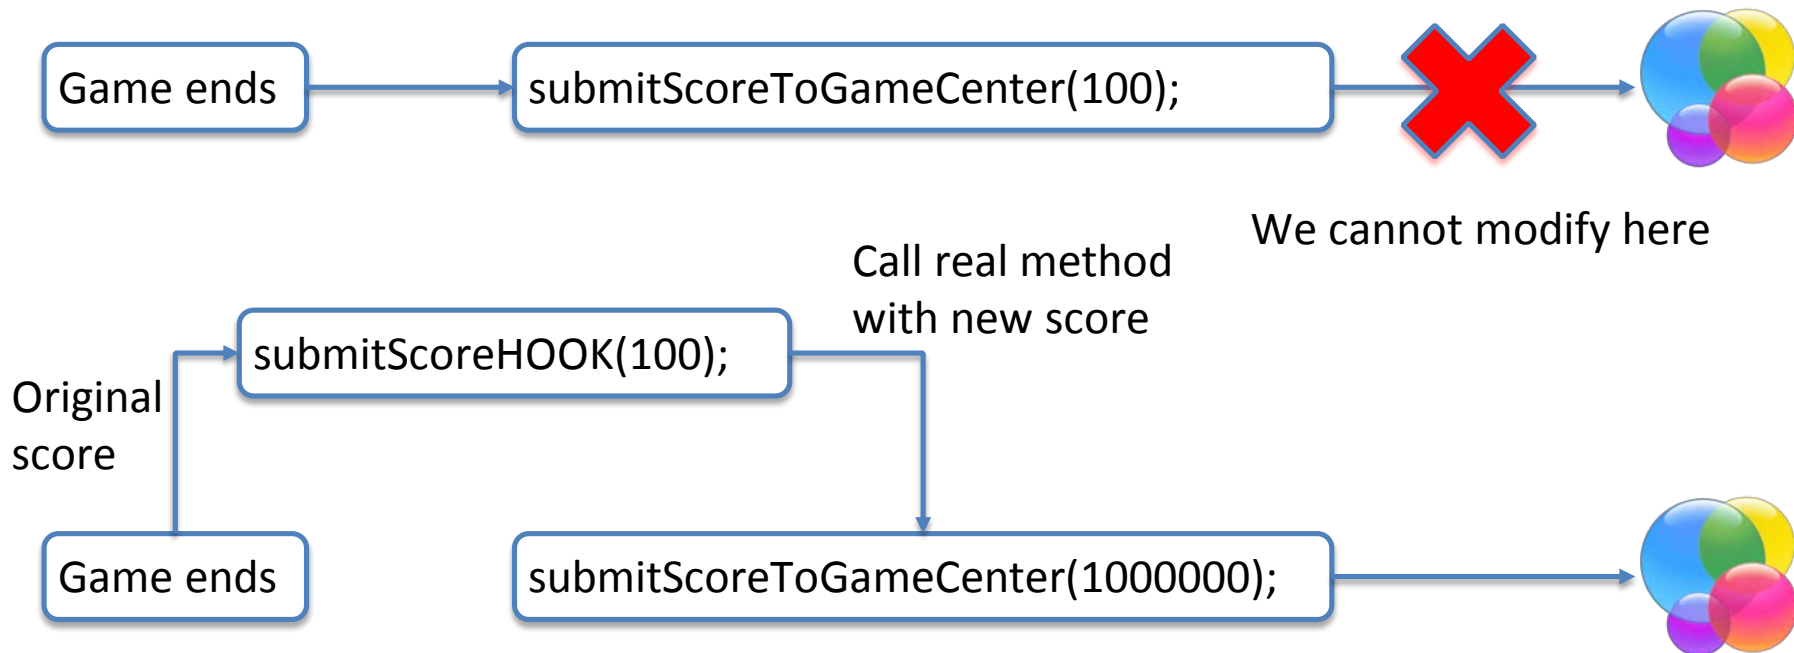 Game ends
submitScoreToGameCenter(100);
We cannot modify here
Call real method
with new score
submitScoreHOOK(100);
Original
score
Game ends
submitScoreToGameCenter(1000000);